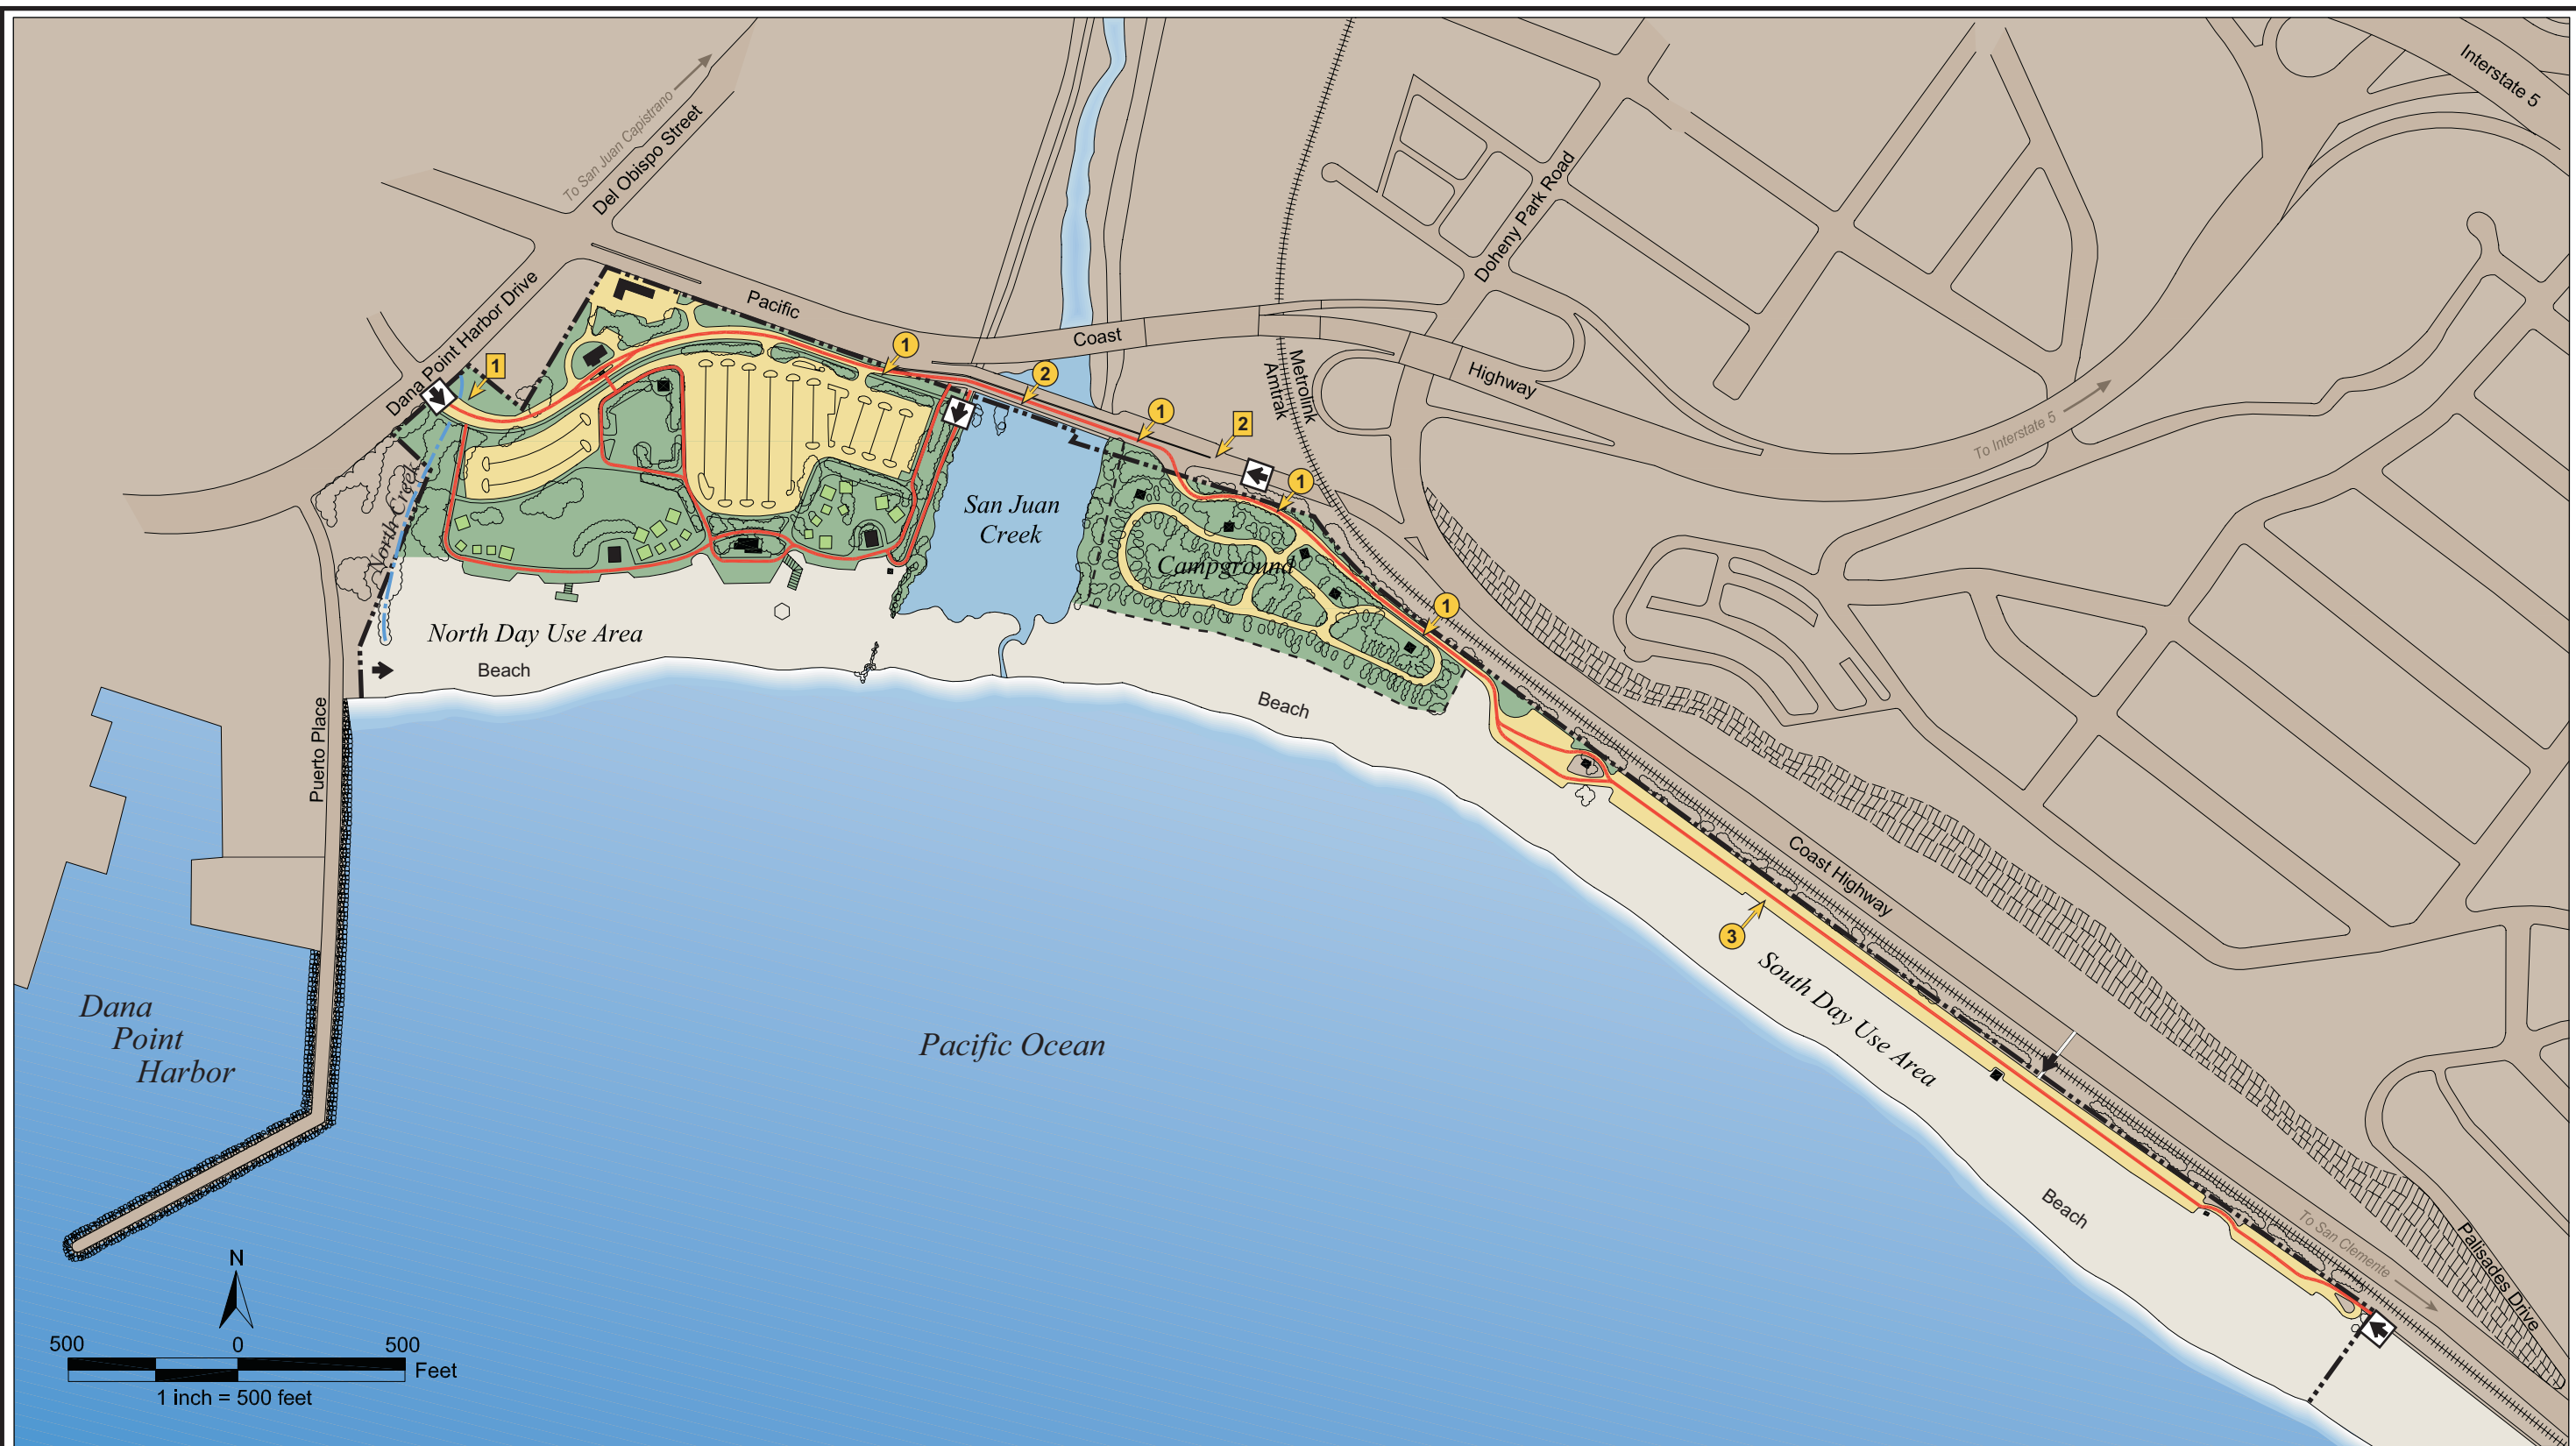 Interstate 5
To San Juan Capistrano
Del Obispo Street
Doheny Park Road
Dana Point Harbor Drive
Pacific
Coast
Highway
Metrolink
Amtrak
To Interstate 5
1
1
2
1
2
1
1
3
North Creek
San Juan
Creek
Campground
North Day Use Area
Beach
Beach
Puerto Place
Coast Highway
South Day Use Area
Dana
Point
Harbor
Pacific Ocean
Beach
To San Clemente
Palisades Drive
N
500
0
500
Feet
1 inch = 500 feet